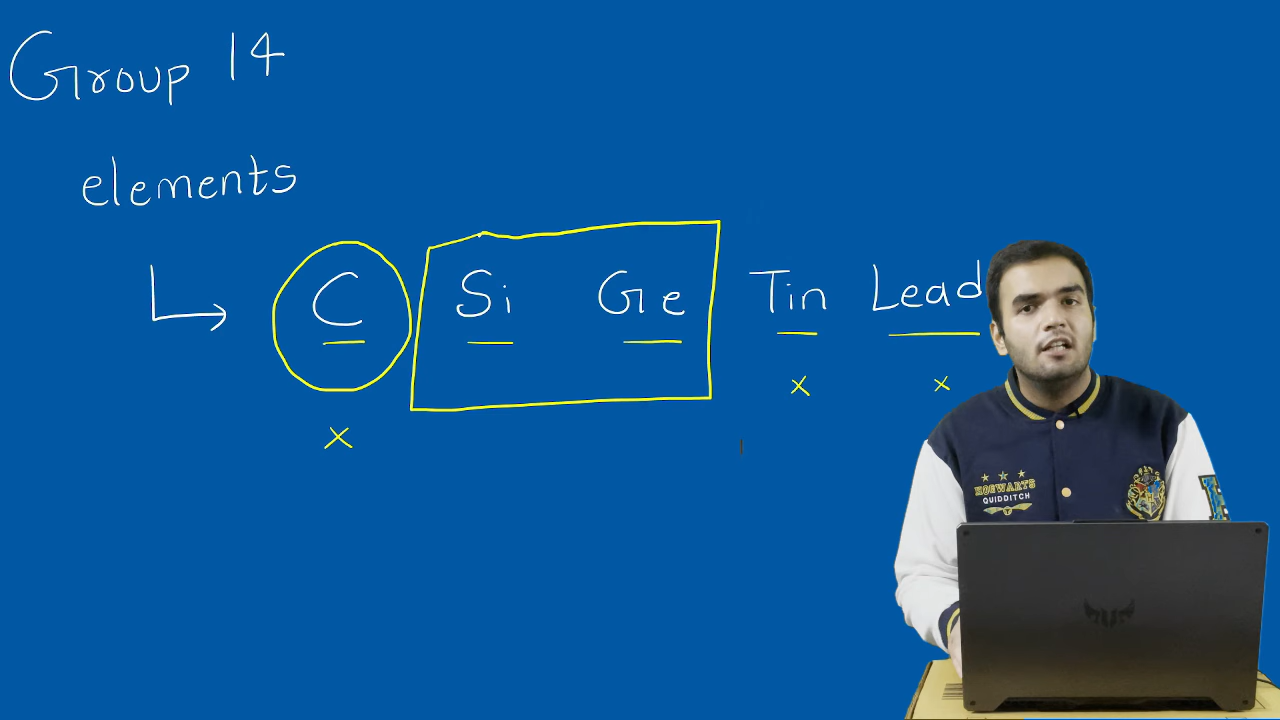 Group 14
elements
C Si Ge Tin Lead
x x
x
HOGWARTS
QUIDDITCH